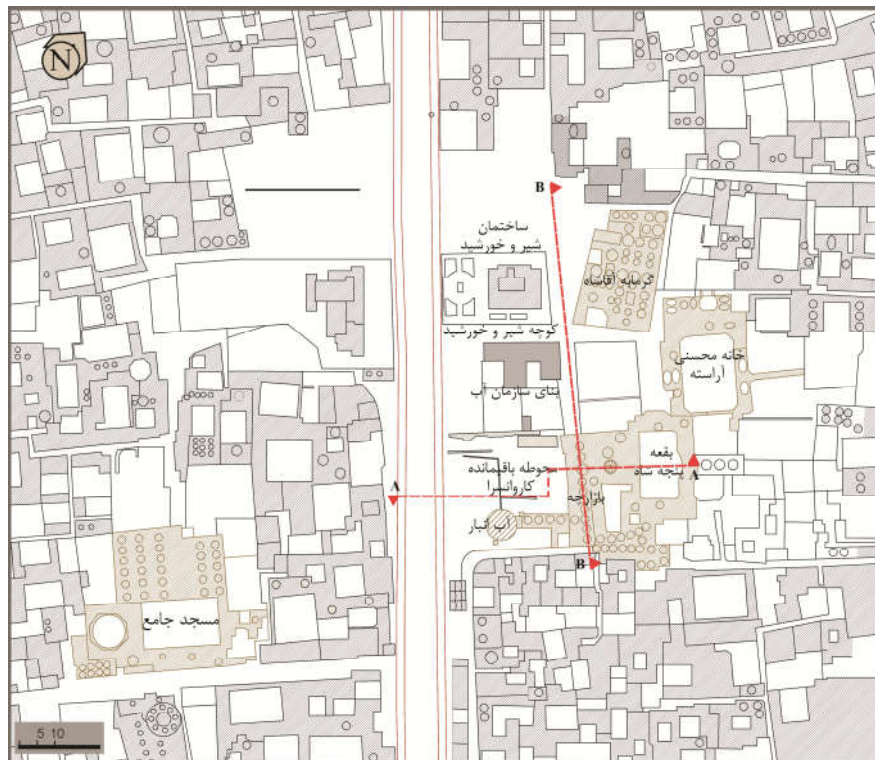 N
B
ساختمان
شیر و خورشید
گرمابه آقاشاه
کوچه شیر و خورشید
خانه محسنی
آراسته
بنای سازمان آب
بقعه
پنجه شاه
محوطه باقیمانده
کاروانسرا
A
A
بازارچه
آب انبار
B
مسجد جامع
5 10